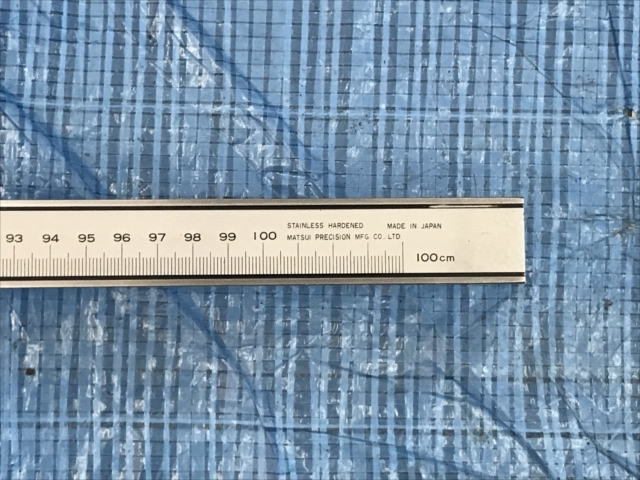 STAINLESS HARDENED MADE IN JAPAN
93 94 95 96 97 98 99 100 MATSUI PRECISION MFG. CO., LTD.
100cm